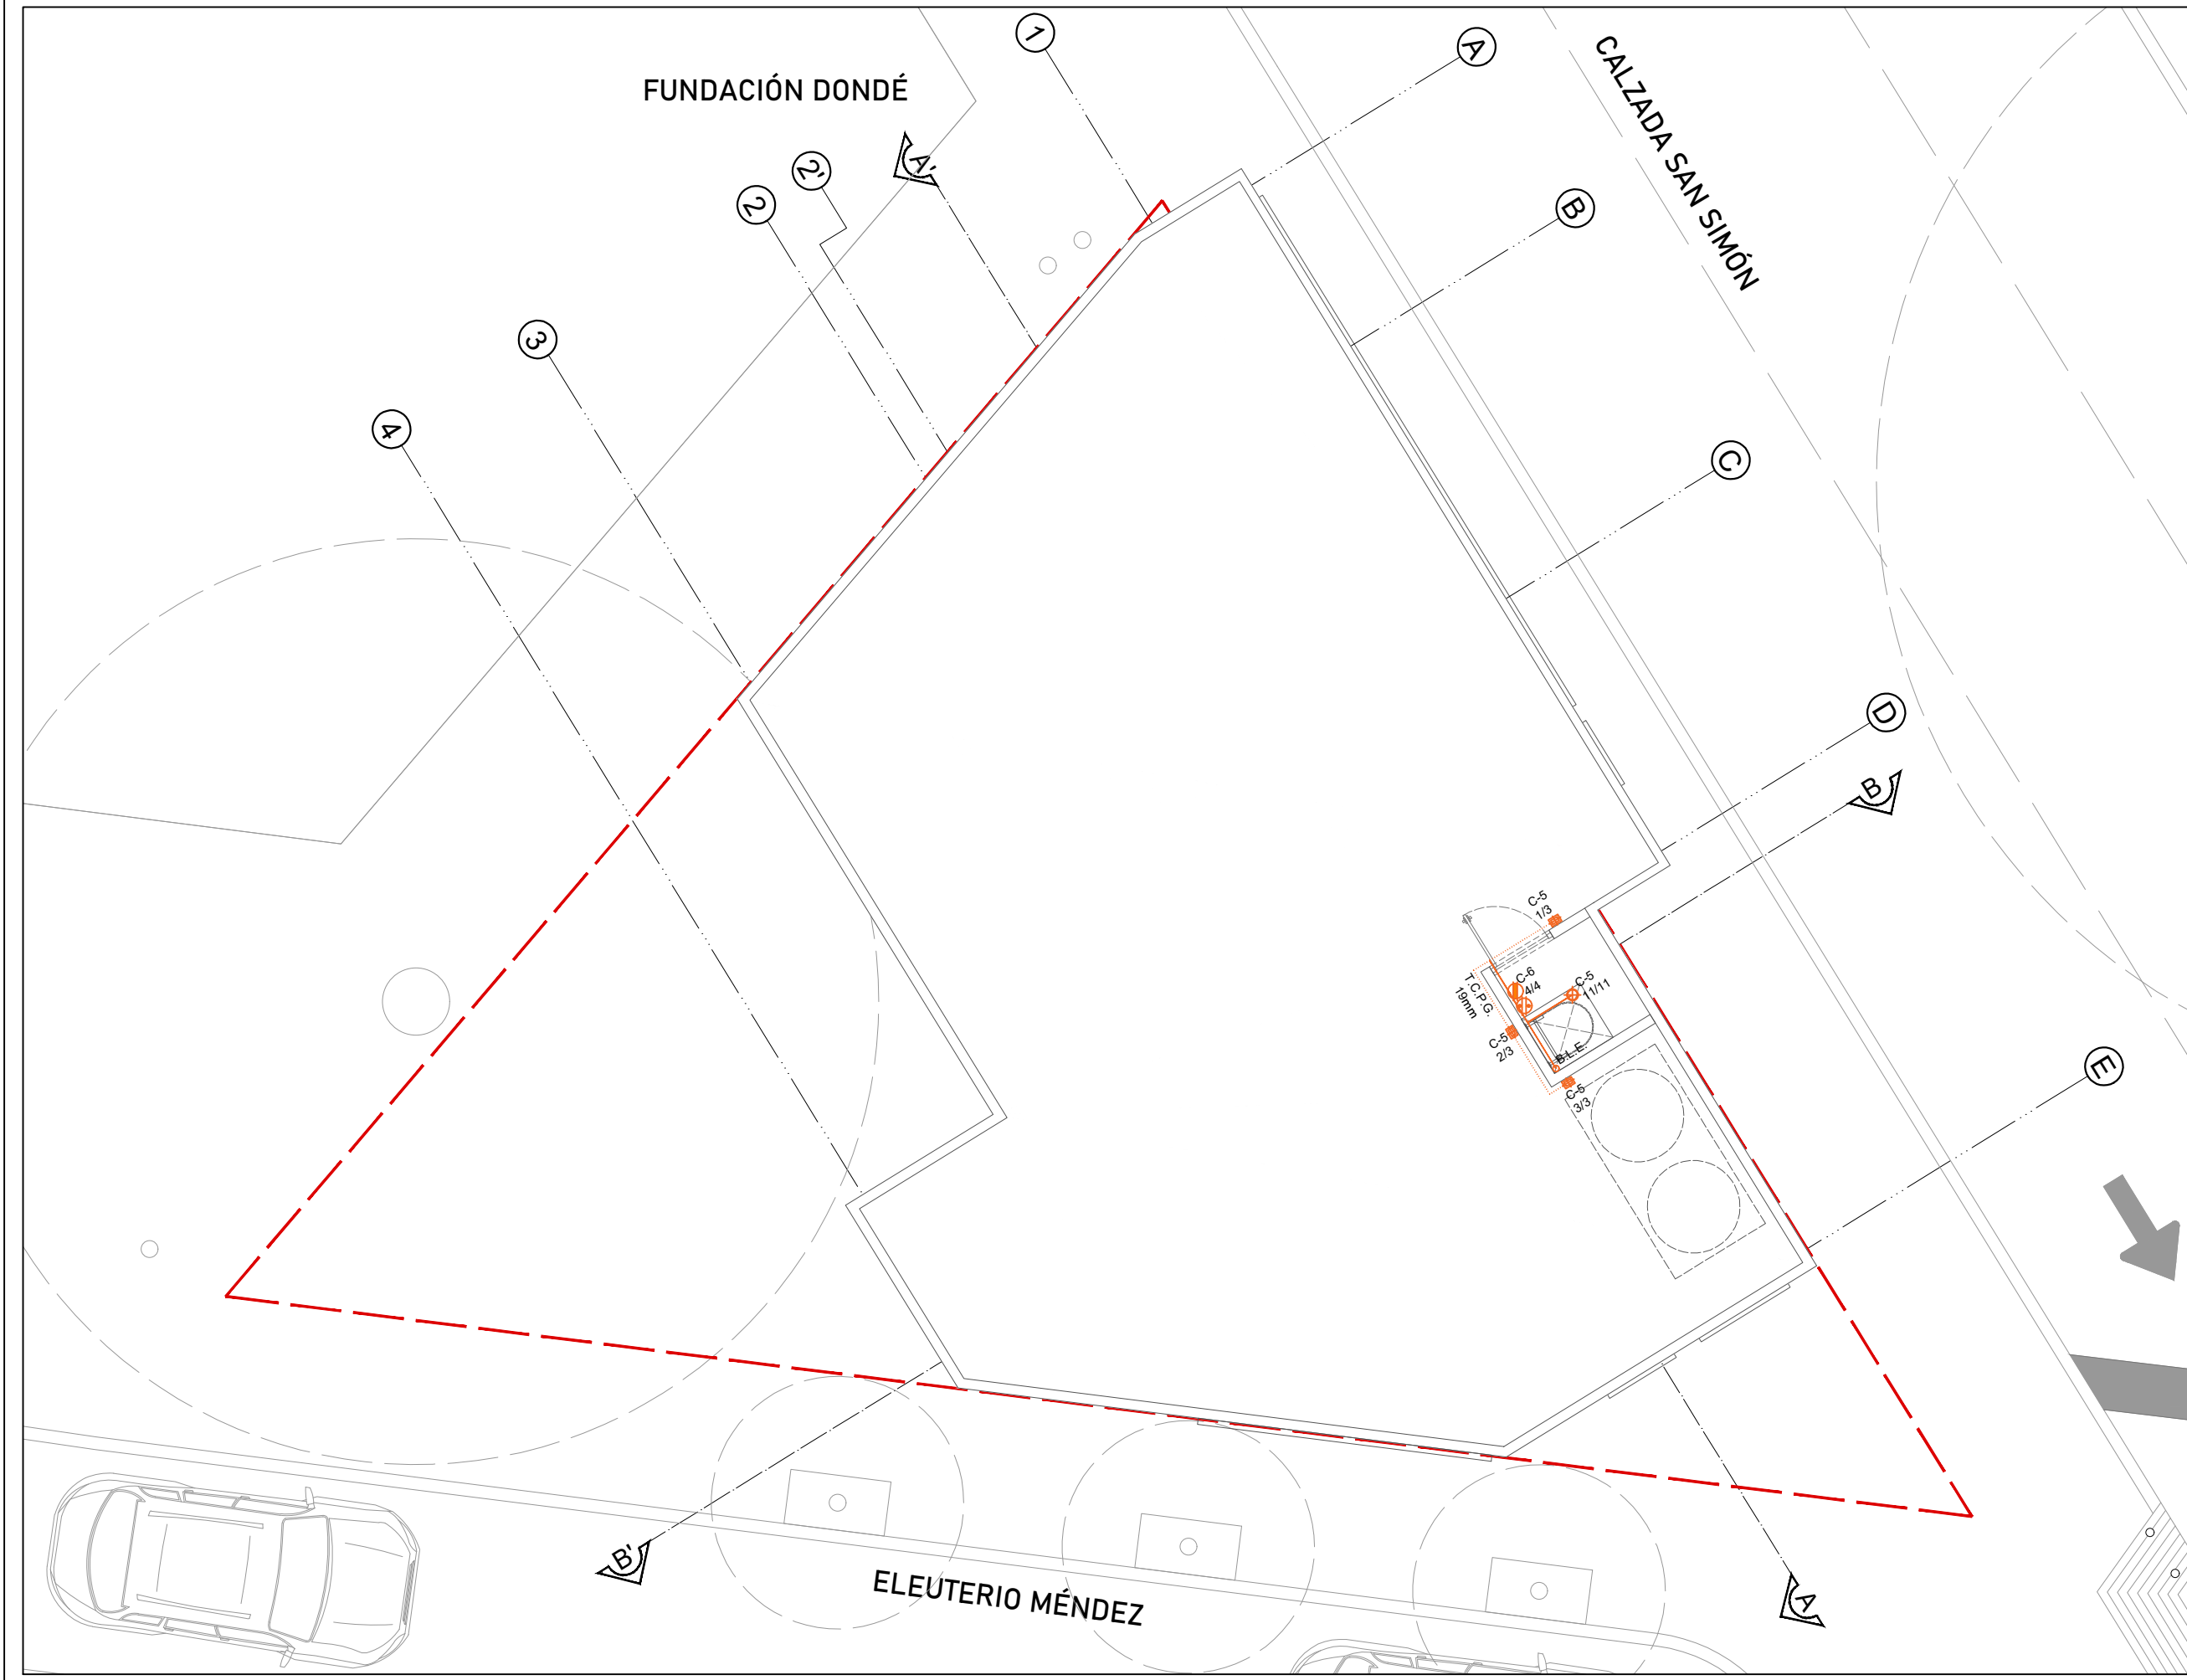 1
A
CALZADA SAN SIMÓN
FUNDACIÓN DONDÉ
A'
2'
2
B
3
4
C
D
B
C-5
1/3
C-6
4/4
C-5
11/11
T.C.P.G.
19mm
C-5
2/3
B.L.E.
C-5
3/3
E
B'
ELEUTERIO MÉNDEZ
A